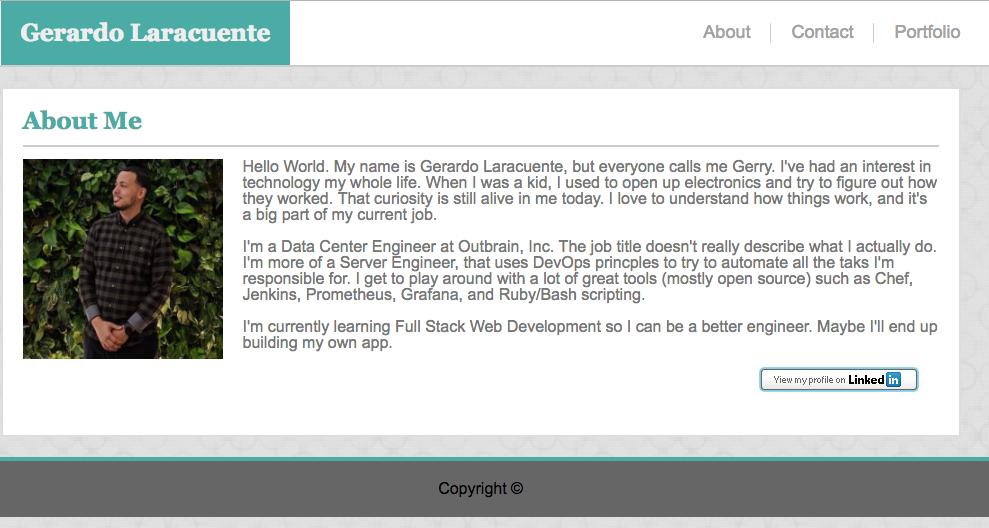 Gerardo Laracuente
About
Contact
Portfolio
About Me
Hello World. My name is Gerardo Laracuente, but everyone calls me Gerry. I've had an interest in
technology my whole life. When I was a kid, I used to open up electronics and try to figure out how
they worked. That curiosity is still alive in me today. I love to understand how things work, and it's
a big part of my current job.
I'm a Data Center Engineer at Outbrain, Inc. The job title doesn't really describe what I actually do.
I'm more of a Server Engineer, that uses DevOps princples to try to automate all the taks I'm
responsible for. I get to play around with a lot of great tools (mostly open source) such as Chef,
Jenkins, Prometheus, Grafana, and Ruby/Bash scripting.
I'm currently learning Full Stack Web Development so I can be a better engineer. Maybe I'll end up
building my own app.
View my profile on Linked in
Copyright ©